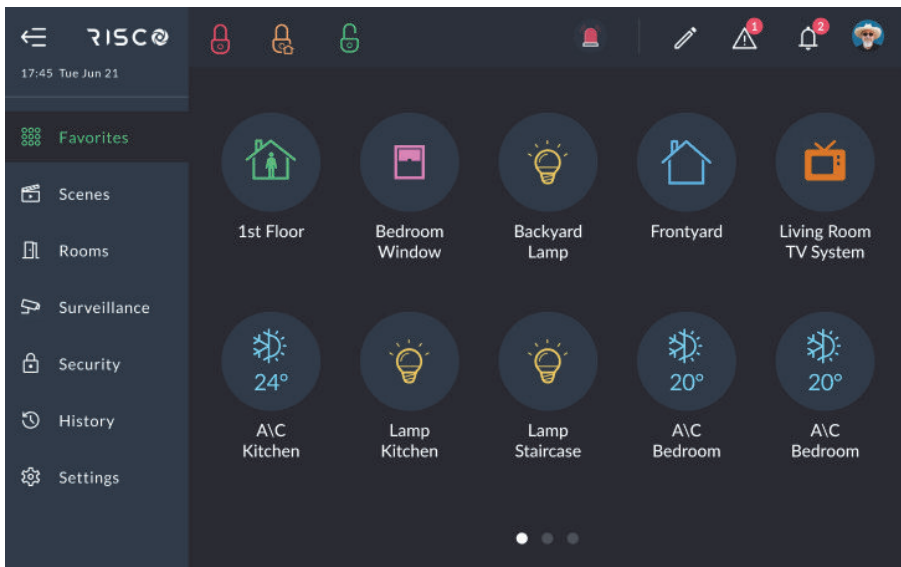 RISCO
17:45 Tue Jun 21
1
2
Favorites
Scenes
Rooms
Surveillance
Security
History
Settings
1st Floor
Bedroom
Window
Backyard
Lamp
Frontyard
Living Room
TV System
24°
A\C
Kitchen
Lamp
Kitchen
Lamp
Staircase
20°
A\C
Bedroom
20°
A\C
Bedroom